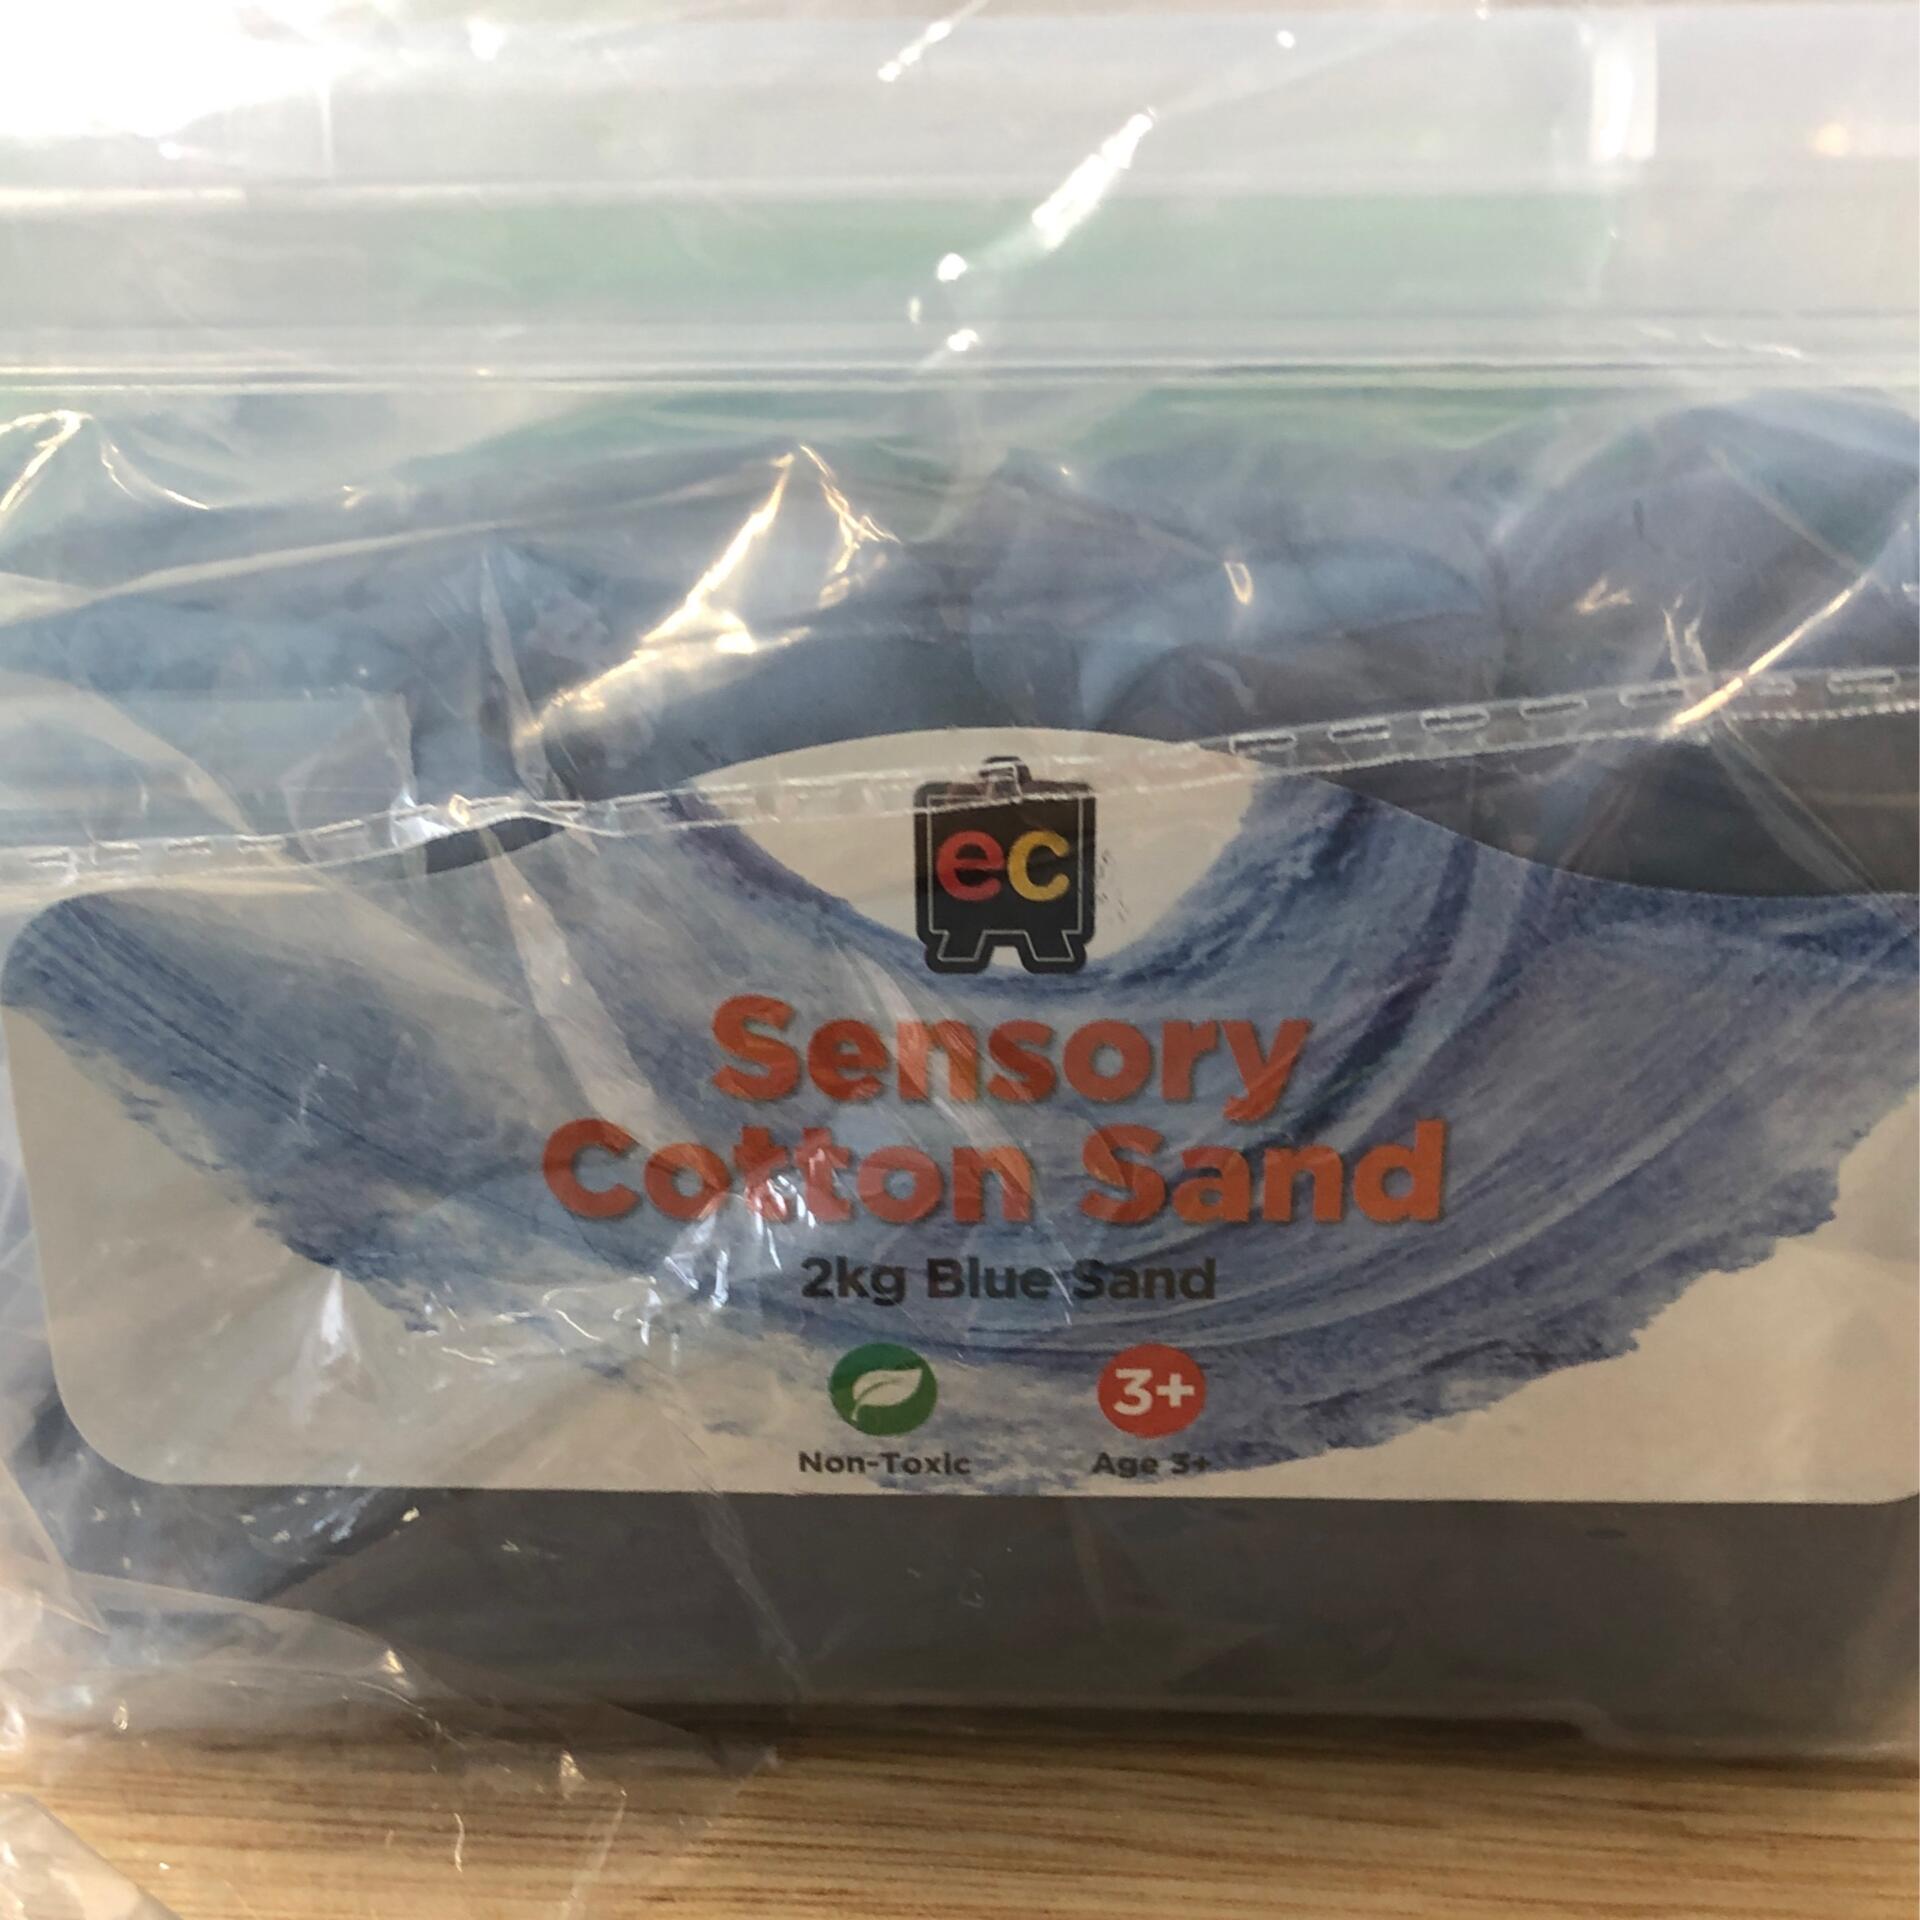 ec
Sensory
Cotton Sand
2kg Blue Sand
3+
Non-Toxic
Age 3+